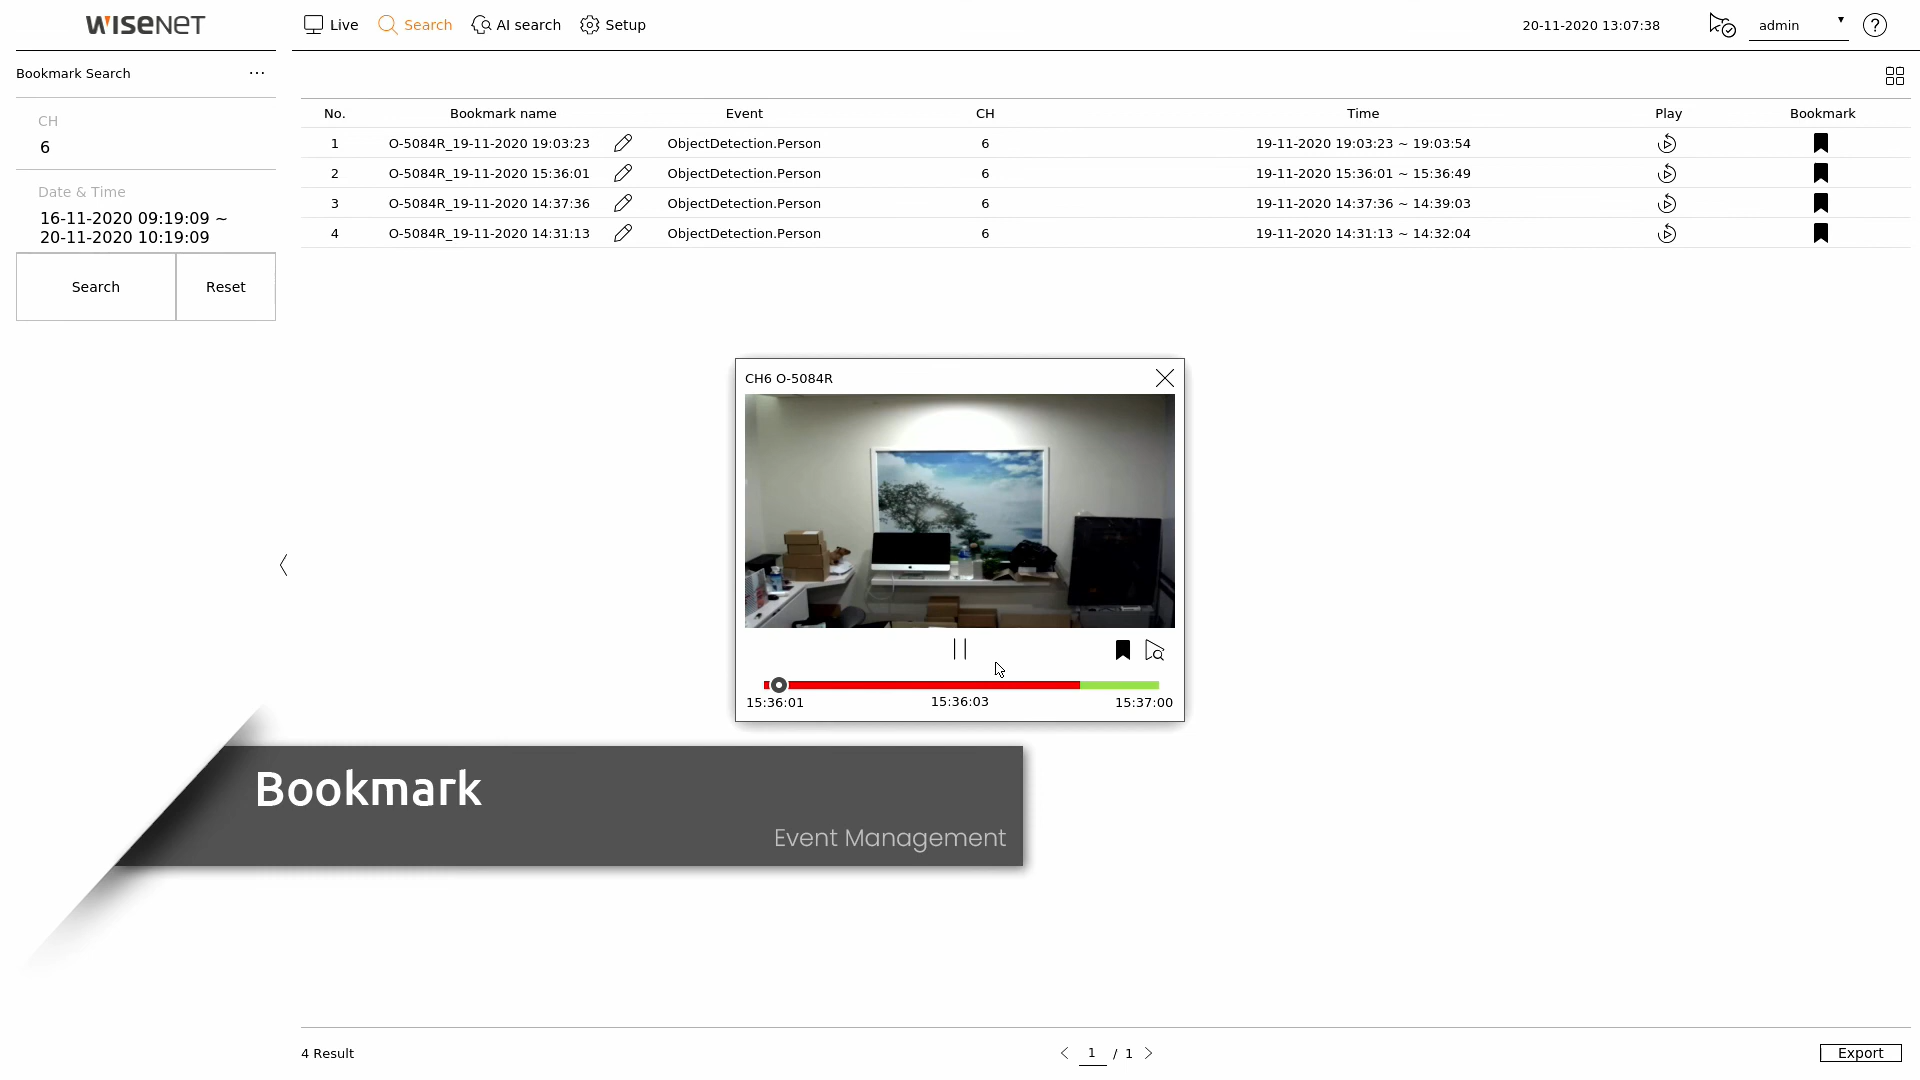 WISENET
Live Search AI search Setup
20-11-2020 13:07:38 admin ?
Bookmark Search ...
CH
6
Date & Time
16-11-2020 09:19:09 ~
20-11-2020 10:19:09
Search Reset
No. Bookmark name Event CH Time Play Bookmark
1 O-5084R_19-11-2020 19:03:23 ObjectDetection.Person 6 19-11-2020 19:03:23 ~ 19:03:54
2 O-5084R_19-11-2020 15:36:01 ObjectDetection.Person 6 19-11-2020 15:36:01 ~ 15:36:49
3 O-5084R_19-11-2020 14:37:36 ObjectDetection.Person 6 19-11-2020 14:37:36 ~ 14:39:03
4 O-5084R_19-11-2020 14:31:13 ObjectDetection.Person 6 19-11-2020 14:31:13 ~ 14:32:04
CH6 O-5084R
15:36:01 15:36:03 15:37:00
Bookmark
Event Management
4 Result
1 / 1
Export